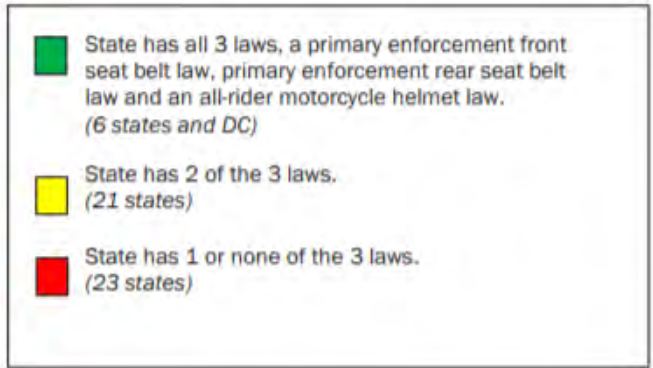 State has all 3 laws, a primary enforcement front
seat belt law, primary enforcement rear seat belt
law and an all-rider motorcycle helmet law.
(6 states and DC)
State has 2 of the 3 laws.
(21 states)
State has 1 or none of the 3 laws.
(23 states)